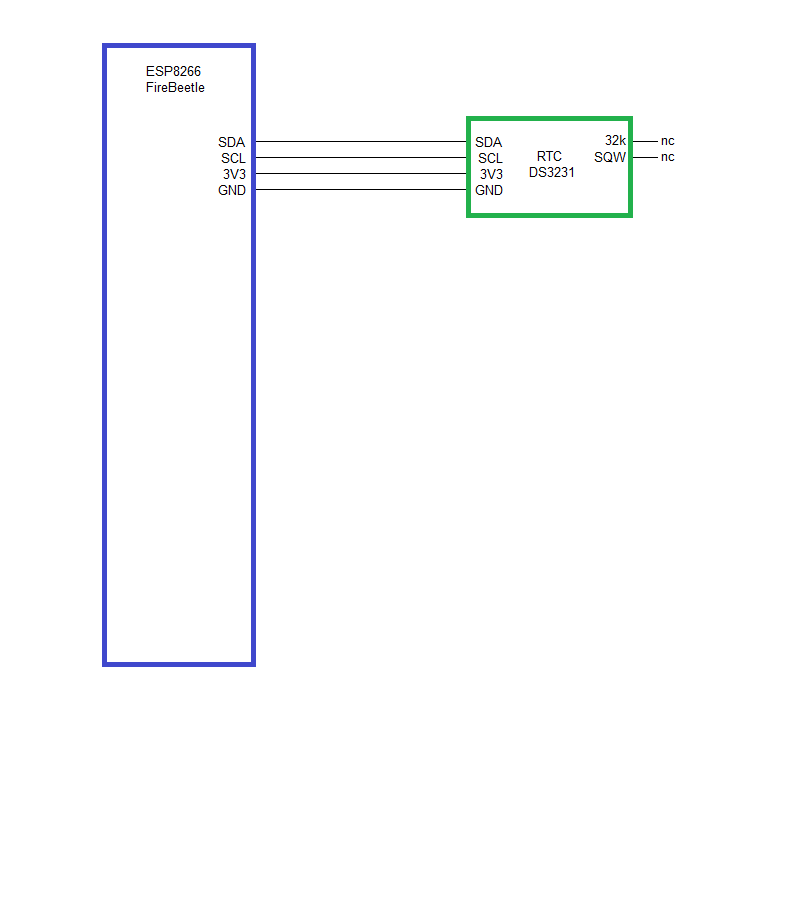 ESP8266
FireBeetle
SDA
SCL
3V3
GND
SDA
SCL
3V3
GND
RTC
DS3231
32k
SQW
nc
nc